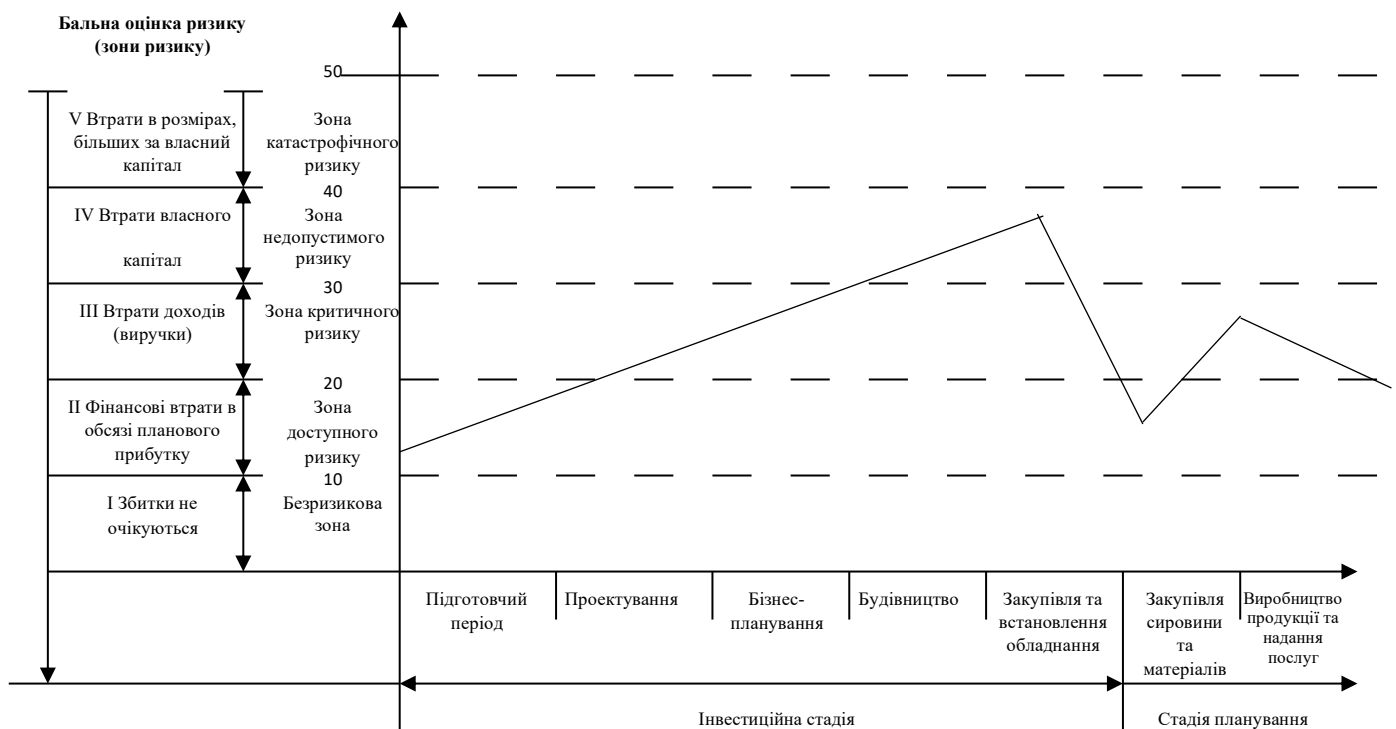 Бальна оцінка ризику
(зони ризику)
50
V Втрати в розмірах,
більших за власний
капітал
Зона
катастрофічного
ризику
40
IV Втрати власного
капітал
Зона
недопустимого
ризику
30
III Втрати доходів
(виручки)
Зона критичного
ризику
20
II Фінансові втрати в
обсязі планового
прибутку
Зона
доступного
ризику
10
I Збитки не
очікуються
Безризикова
зона
Підготовчий
період
Проектування
Бізнес-
планування
Будівництво
Закупівля та
встановлення
обладнання
Закупівля
сировини
та
матеріалів
Виробництво
продукції та
надання
послуг
Інвестиційна стадія
Стадія планування